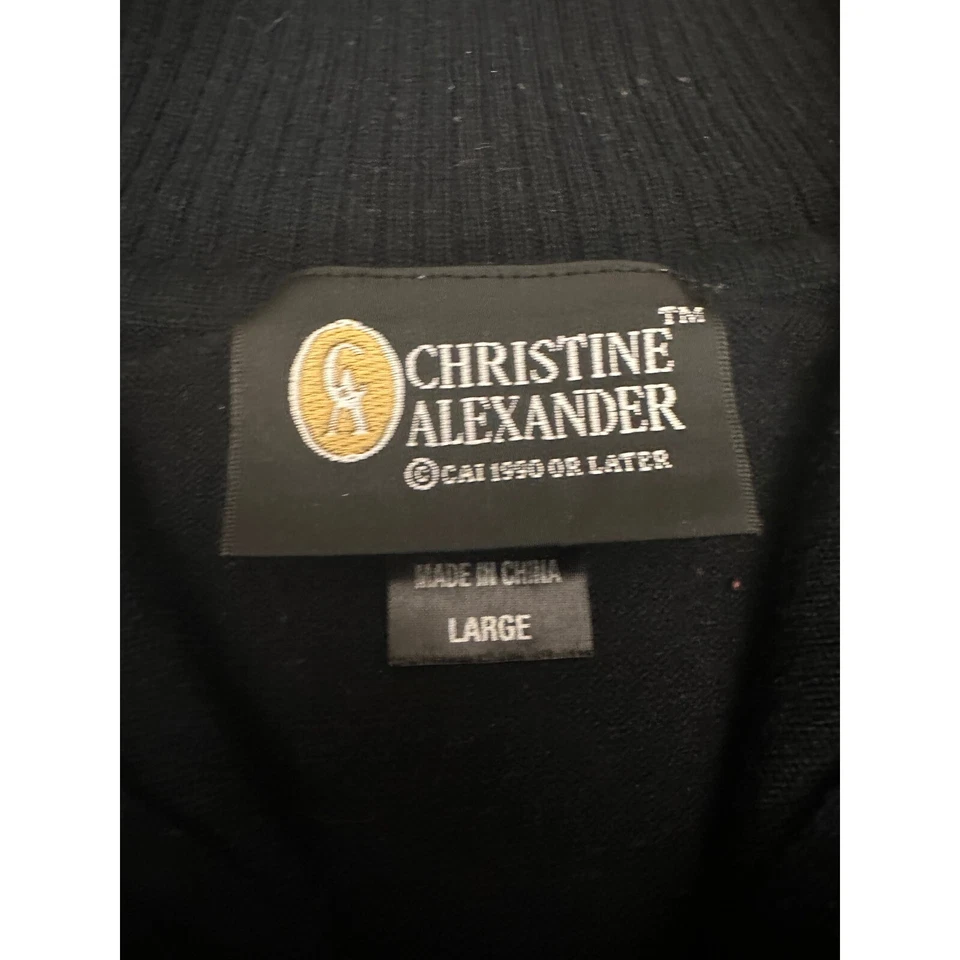 CA
CHRISTINE™
ALEXANDER
©CAI 1990 OR LATER
MADE IN CHINA
LARGE